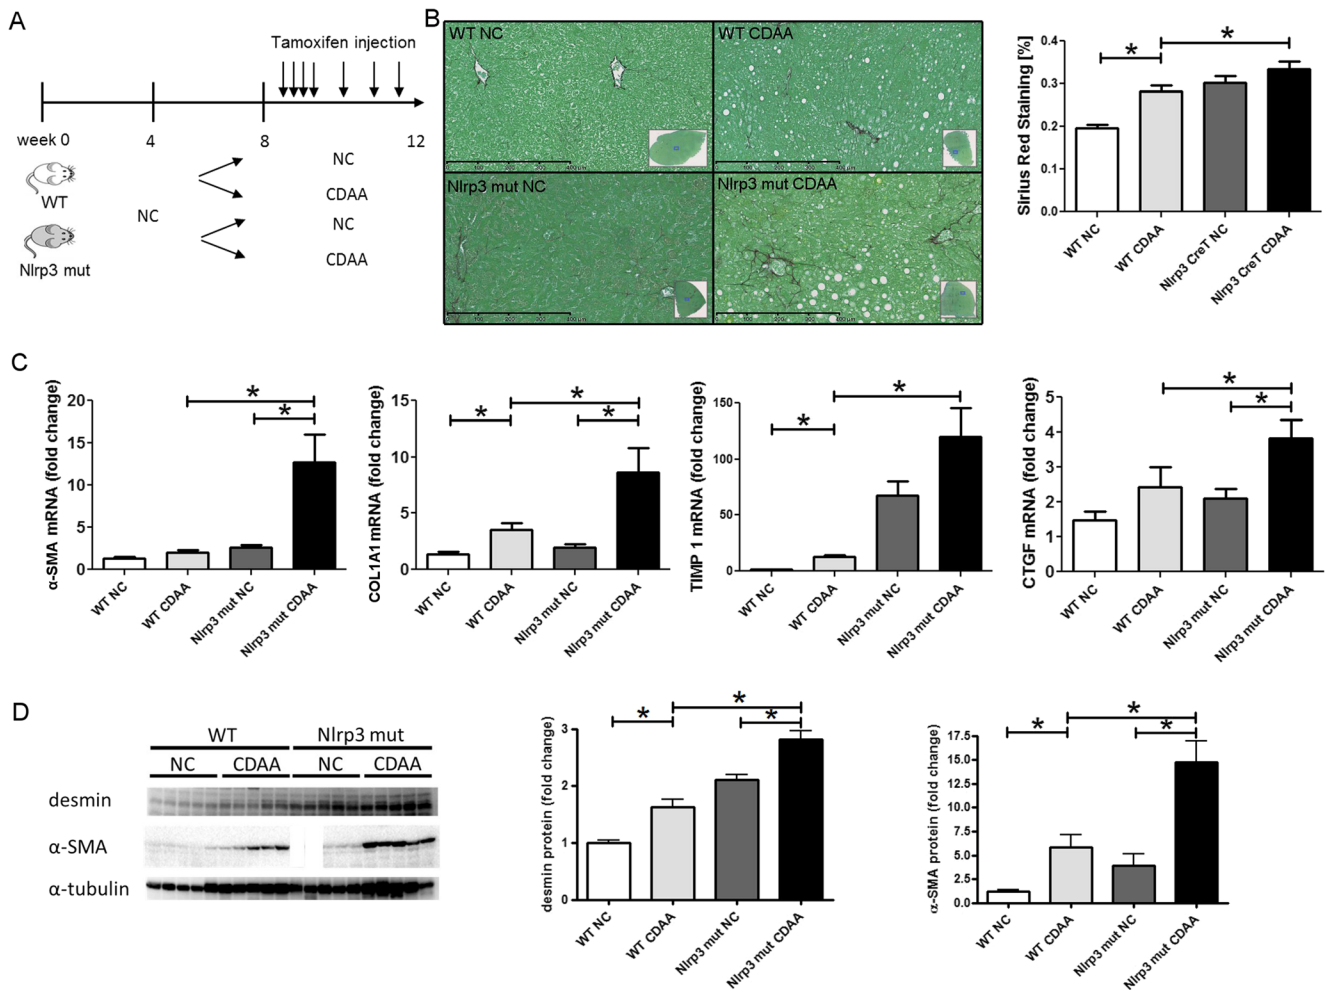 A
Tamoxifen injection
week 0 4 8 12
WT
Nlrp3 mut
NC
NC
CDAA
NC
CDAA
B
WT NC
WT CDAA
Nlrp3 mut NC
Nlrp3 mut CDAA
Sirius Red Staining [%]
0.4
0.3
0.2
0.1
0.0
* *
WT NC
WT CDAA
Nlrp3 CreT NC
Nlrp3 CreT CDAA
C
α-SMA mRNA (fold change)
20
15
10
5
0
*
*
WT NC
WT CDAA
Nlrp3 mut NC
Nlrp3 mut CDAA
COL1A1 mRNA (fold change)
15
10
5
0
*
* *
WT NC
WT CDAA
Nlrp3 mut NC
Nlrp3 mut CDAA
TIMP 1 mRNA (fold change)
150
100
50
0
*
*
WT NC
WT CDAA
Nlrp3 mut NC
Nlrp3 mut CDAA
CTGF mRNA (fold change)
5
4
3
2
1
0
*
*
WT NC
WT CDAA
Nlrp3 mut NC
Nlrp3 mut CDAA
D
WT Nlrp3 mut
NC CDAA NC CDAA
desmin
α-SMA
α-tubulin
desmin protein (fold change)
3
2
1
0
*
* *
WT NC
WT CDAA
Nlrp3 mut NC
Nlrp3 mut CDAA
α-SMA protein (fold change)
17.5
15.0
12.5
10.0
7.5
5.0
2.5
0.0
*
* *
WT NC
WT CDAA
Nlrp3 mut NC
Nlrp3 mut CDAA